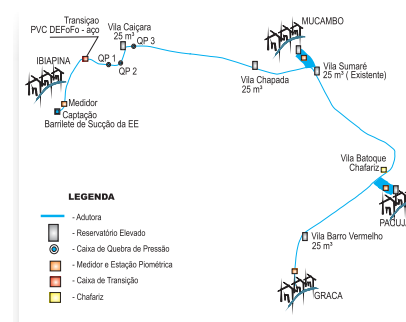 Transiçao
PVC DEFoFo - aço
Vila Caiçara
25 m³
QP 3
QP 1
QP 2
MUCAMBO
IBIAPINA
Vila Sumaré
25 m³ ( Existente)
Vila Chapada
25 m³
Medidor
Captação
Barrilete de Sucção da EE
Vila Batoque
Chafariz
PACUJA
LEGENDA
- Adutora
- Reservatório Elevado
- Caixa de Quebra de Pressão
- Medidor e Estação Piométrica
- Caixa de Transição
- Chafariz
Vila Barro Vermelho
25 m³
GRACA